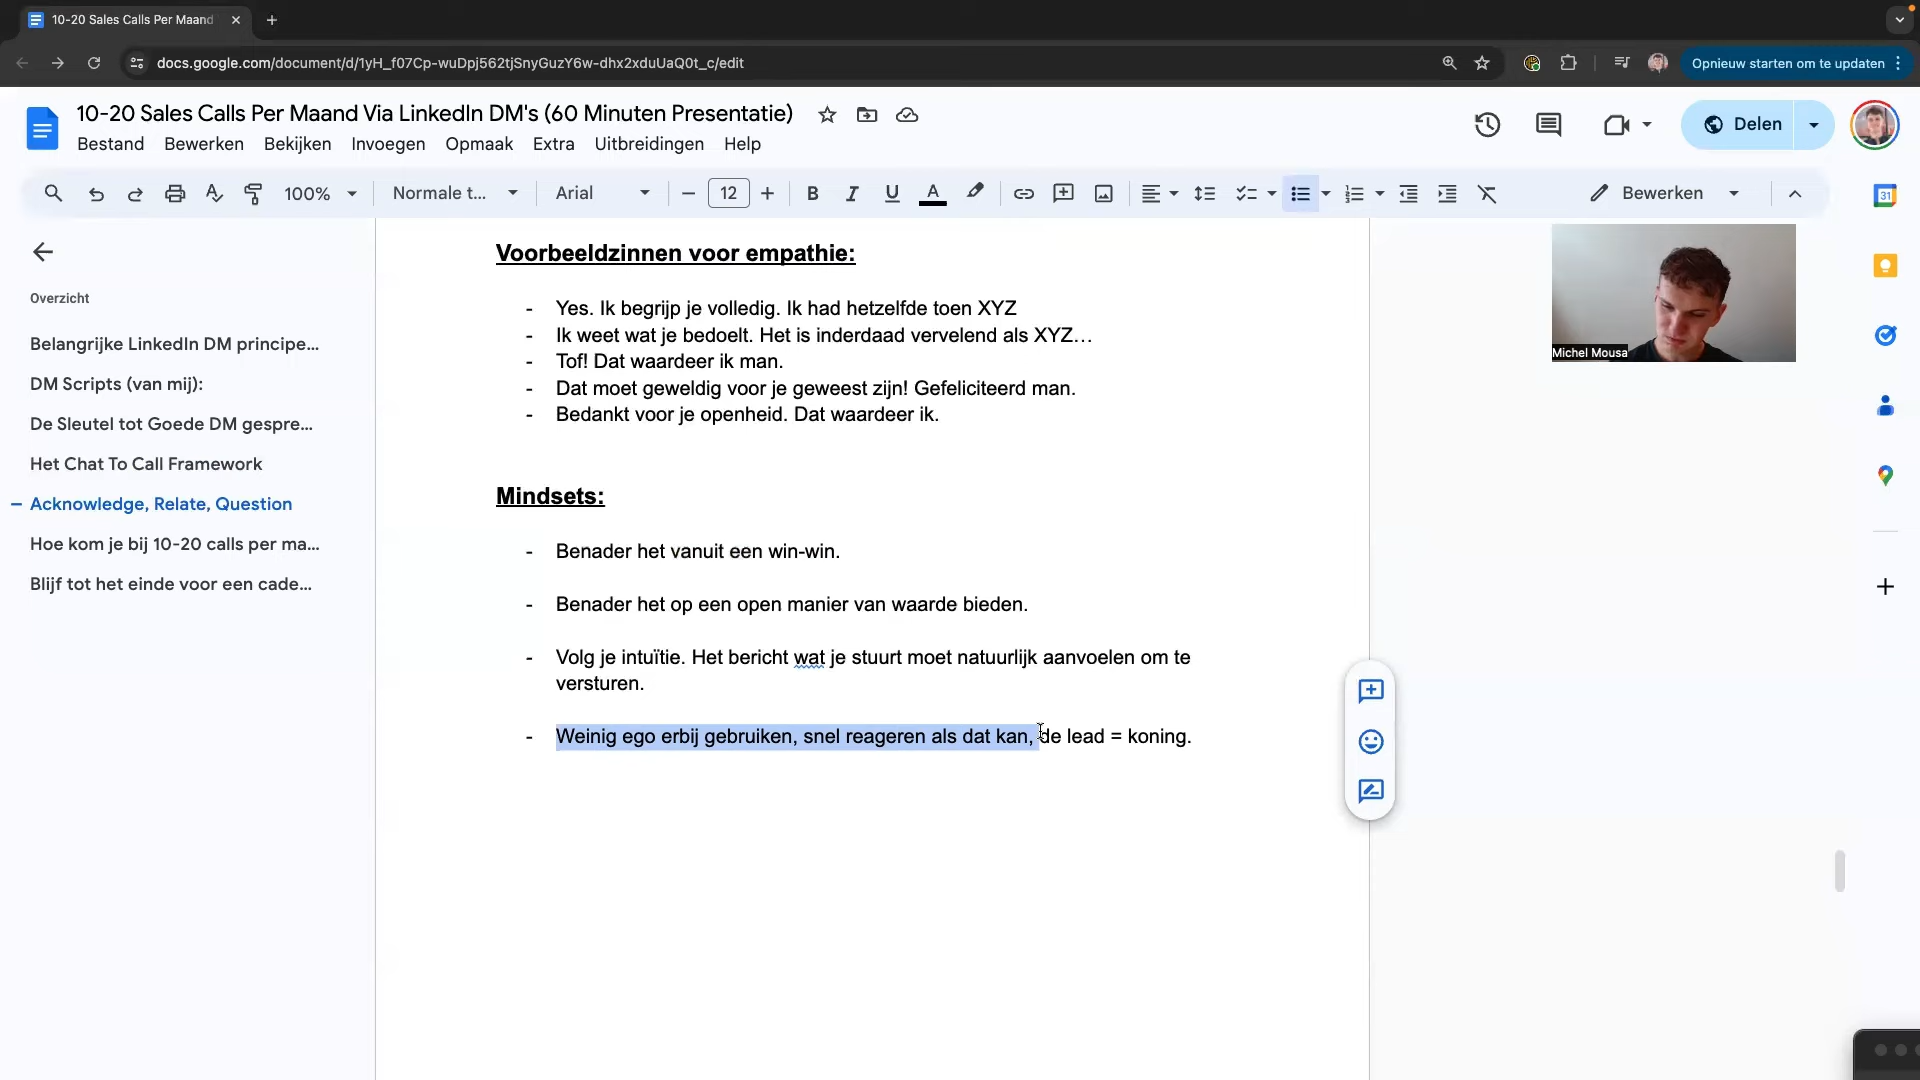 10-20 Sales Calls Per Maand
docs.google.com/document/d/1yH_f07Cp-wuDpj562tjSnyGuzY6w-dhx2xduUaQ0t_c/edit
Opnieuw starten om te updaten
10-20 Sales Calls Per Maand Via LinkedIn DM's (60 Minuten Presentatie)
Bestand Bewerken Bekijken Invoegen Opmaak Extra Uitbreidingen Help
Delen
100% Normale t... Arial 12 B I U A Bewerken
31
Overzicht
Belangrijke LinkedIn DM principe...
DM Scripts (van mij):
De Sleutel tot Goede DM gespre...
Het Chat To Call Framework
Acknowledge, Relate, Question
Hoe kom je bij 10-20 calls per ma...
Blijf tot het einde voor een cade...
Voorbeeldzinnen voor empathie:
- Yes. Ik begrijp je volledig. Ik had hetzelfde toen XYZ
- Ik weet wat je bedoelt. Het is inderdaad vervelend als XYZ…
- Tof! Dat waardeer ik man.
- Dat moet geweldig voor je geweest zijn! Gefeliciteerd man.
- Bedankt voor je openheid. Dat waardeer ik.
Mindsets:
- Benader het vanuit een win-win.
- Benader het op een open manier van waarde bieden.
- Volg je intuïtie. Het bericht wat je stuurt moet natuurlijk aanvoelen om te
versturen.
- Weinig ego erbij gebruiken, snel reageren als dat kan, de lead = koning.
Michel Mousa